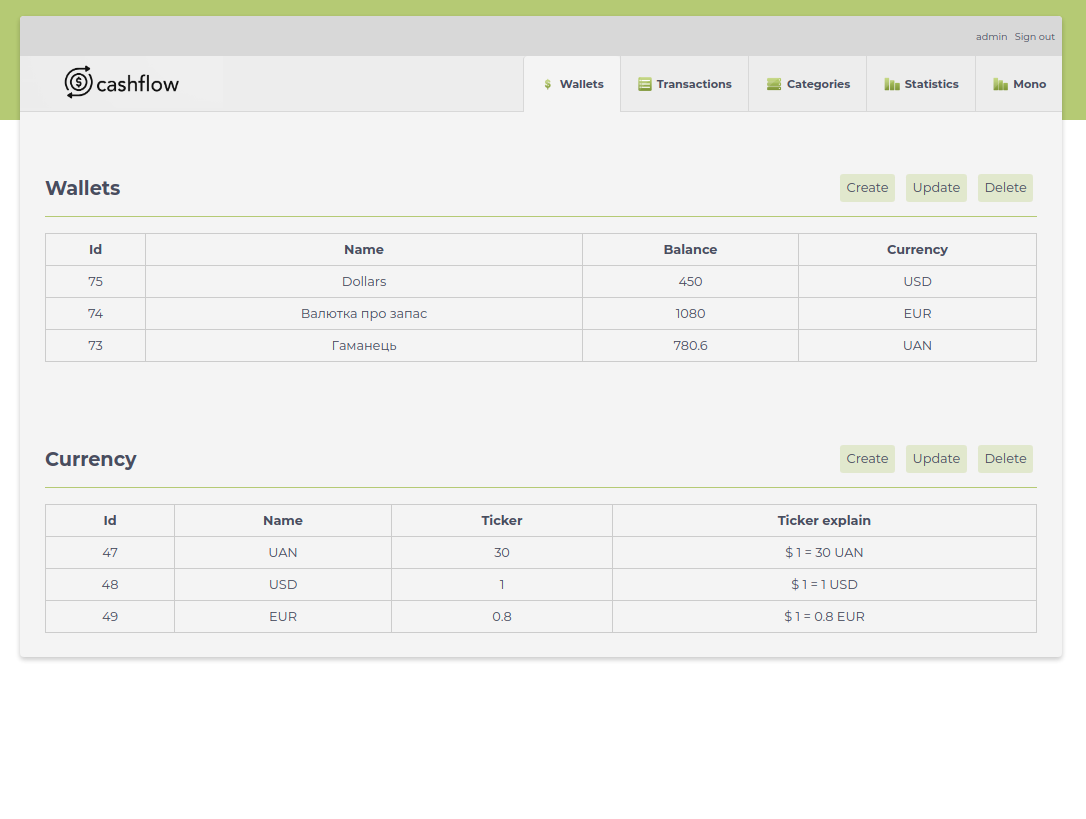 admin Sign out
$ cashflow
$ Wallets Transactions Categories Statistics Mono
Wallets Create Update Delete
Id Name Balance Currency
75 Dollars 450 USD
74 Валютка про запас 1080 EUR
73 Гаманець 780.6 UAN
Currency Create Update Delete
Id Name Ticker Ticker explain
47 UAN 30 $ 1 = 30 UAN
48 USD 1 $ 1 = 1 USD
49 EUR 0.8 $ 1 = 0.8 EUR